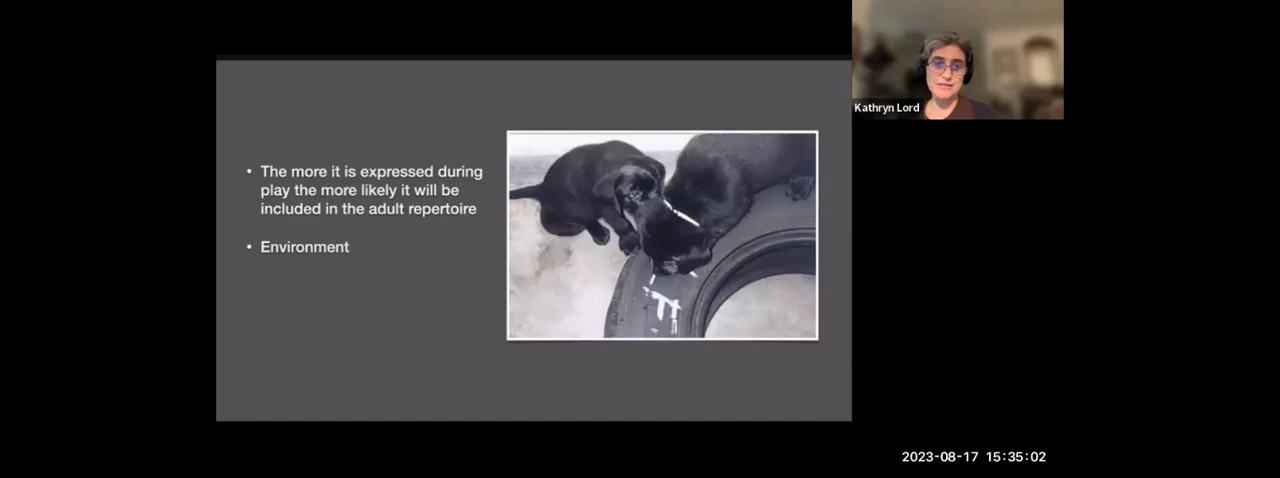 Kathryn Lord
• The more it is expressed during
play the more likely it will be
included in the adult repertoire
• Environment
2023-08-17 15:35:02